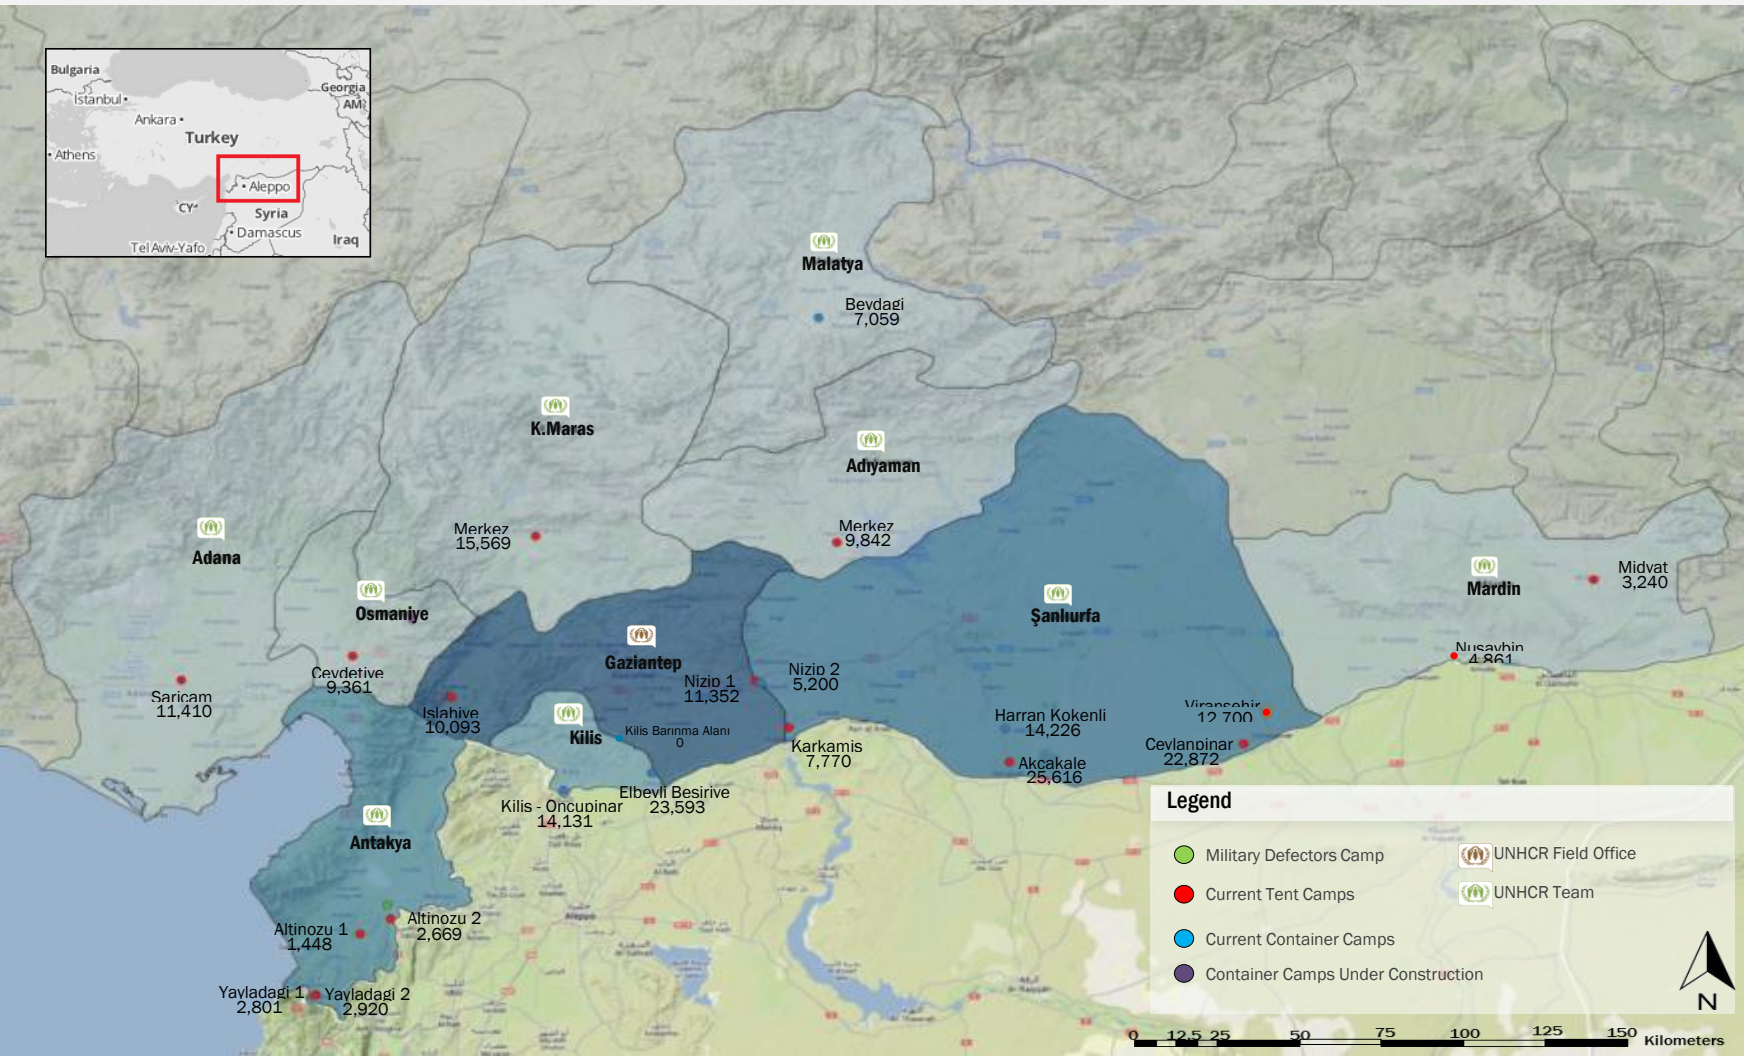 Bulgaria
Istanbul
Georgia
AM
Ankara
Turkey
Athens
Aleppo
CY
Syria
Damascus
Tel Aviv-Yafo
Iraq
Malatya
Beydagi
7,059
K.Maras
Adıyaman
Merkez
15,569
Merkez
9,842
Adana
Osmaniye
Cevdetiye
9,361
Saricam
11,410
Gaziantep
Islahiye
10,093
Nizip 1
11,352
Nizip 2
5,200
Kilis
Kilis Barınma Alanı
0
Karkamis
7,770
Elbeyli Besiriye
23,593
Kilis - Oncupinar
14,131
Şanlıurfa
Harran Kokenli
14,226
Akcakale
25,616
Viransehir
12,700
Ceylanpinar
22,872
Mardin
Midyat
3,240
Nusaybin
4,861
Antakya
Altinozu 1
1,448
Altinozu 2
2,669
Yayladagi 1
2,801
Yayladagi 2
2,920
Legend
Military Defectors Camp
Current Tent Camps
Current Container Camps
Container Camps Under Construction
UNHCR Field Office
UNHCR Team
N
0 12,5 25 50 75 100 125 150
Kilometers